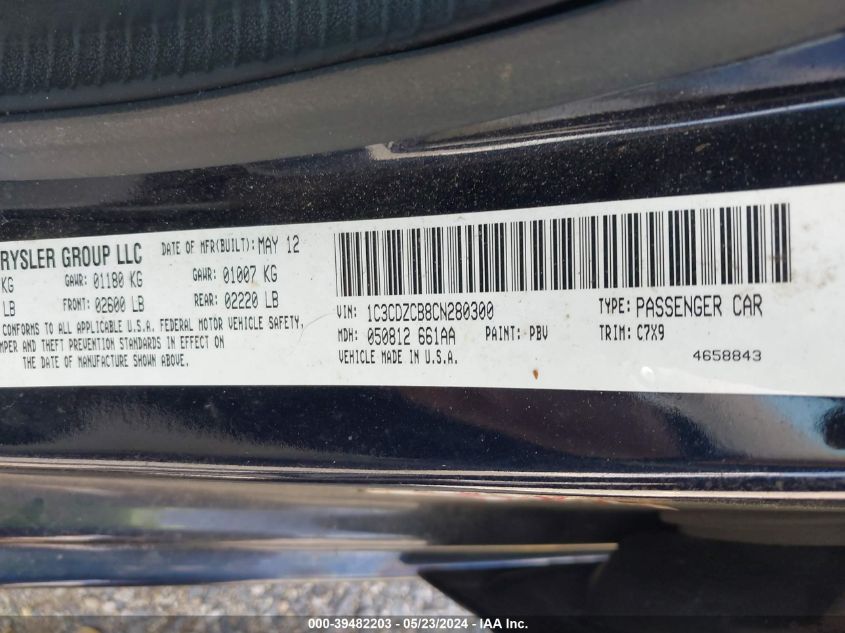 RYSLER GROUP LLC DATE OF MFR(BUILT): MAY 12
KG GAWR: 01180 KG GAWR: 01007 KG
LB FRONT: 02600 LB REAR: 02220 LB
CONFORMS TO ALL APPLICABLE U.S.A. FEDERAL MOTOR VEHICLE SAFETY,
MPER AND THEFT PREVENTION STANDARDS IN EFFECT ON
THE DATE OF MANUFACTURE SHOWN ABOVE.
VIN: 1C3CDZCB8CN280300 TYPE: PASSENGER CAR
MDH: 050812 661AA PAINT: PBV TRIM: C7X9
VEHICLE MADE IN U.S.A. 4658843
000-39482203 - 05/23/2024 - IAA Inc.